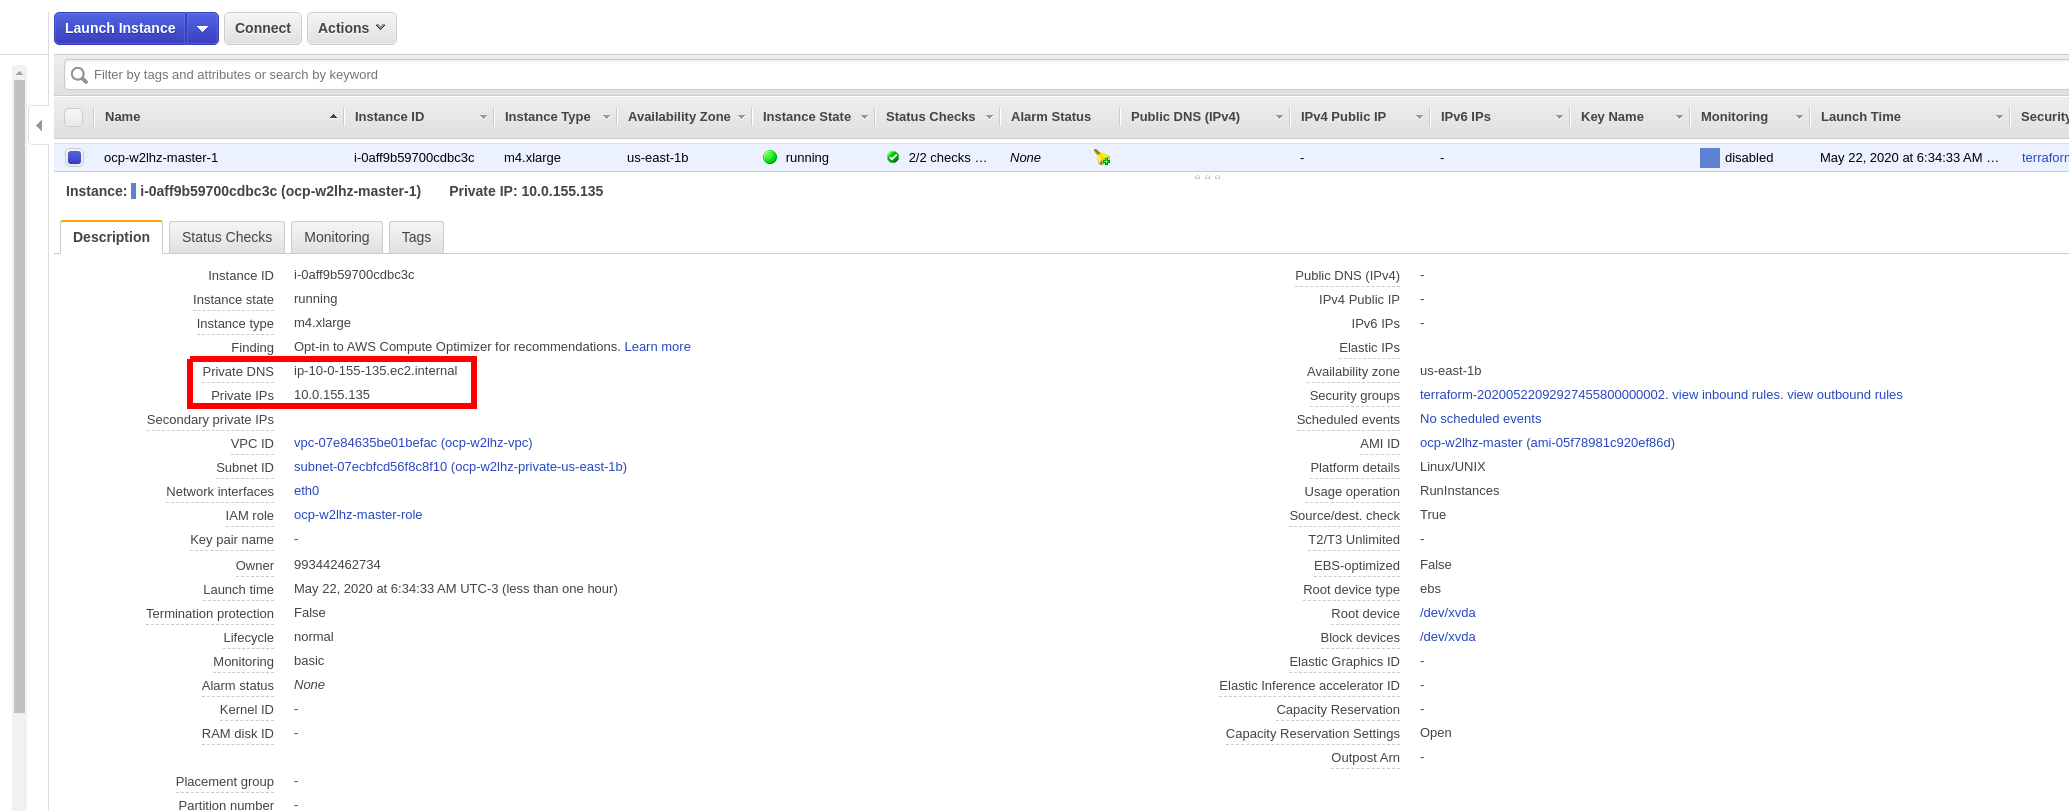 Launch Instance Connect Actions
Filter by tags and attributes or search by keyword
Name Instance ID Instance Type Availability Zone Instance State Status Checks Alarm Status Public DNS (IPv4) IPv4 Public IP IPv6 IPs Key Name Monitoring Launch Time Security
ocp-w2lhz-master-1 i-0aff9b59700cdbc3c m4.xlarge us-east-1b running 2/2 checks … None - - disabled May 22, 2020 at 6:34:33 AM … terraform
Instance: i-0aff9b59700cdbc3c (ocp-w2lhz-master-1) Private IP: 10.0.155.135
Description Status Checks Monitoring Tags
Instance ID i-0aff9b59700cdbc3c
Instance state running
Instance type m4.xlarge
Finding Opt-in to AWS Compute Optimizer for recommendations. Learn more
Private DNS ip-10-0-155-135.ec2.internal
Private IPs 10.0.155.135
Secondary private IPs
VPC ID vpc-07e84635be01befac (ocp-w2lhz-vpc)
Subnet ID subnet-07ecbfcd56f8c8f10 (ocp-w2lhz-private-us-east-1b)
Network interfaces eth0
IAM role ocp-w2lhz-master-role
Key pair name -
Owner 993442462734
Launch time May 22, 2020 at 6:34:33 AM UTC-3 (less than one hour)
Termination protection False
Lifecycle normal
Monitoring basic
Alarm status None
Kernel ID -
RAM disk ID -
Placement group -
Partition number -
Public DNS (IPv4) -
IPv4 Public IP -
IPv6 IPs -
Elastic IPs
Availability zone us-east-1b
Security groups terraform-20200522092927455800000002. view inbound rules. view outbound rules
Scheduled events No scheduled events
AMI ID ocp-w2lhz-master (ami-05f78981c920ef86d)
Platform details Linux/UNIX
Usage operation RunInstances
Source/dest. check True
T2/T3 Unlimited -
EBS-optimized False
Root device type ebs
Root device /dev/xvda
Block devices /dev/xvda
Elastic Graphics ID -
Elastic Inference accelerator ID -
Capacity Reservation -
Capacity Reservation Settings Open
Outpost Arn -